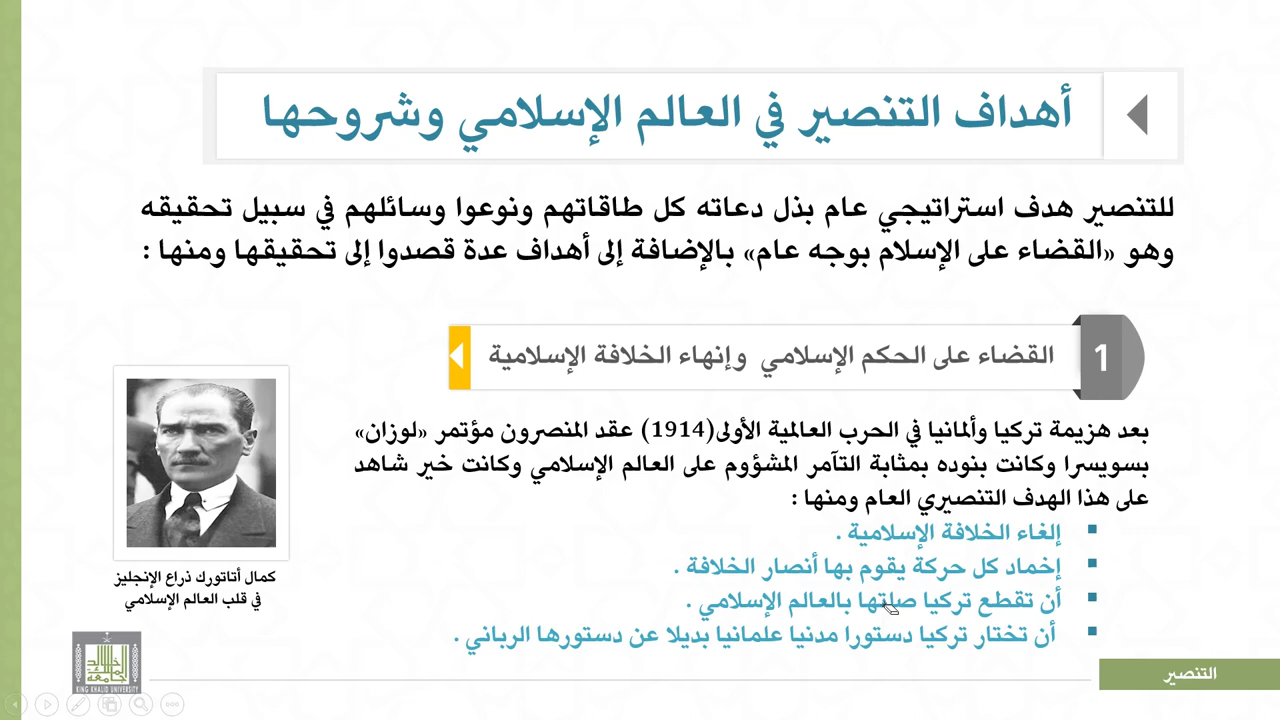 أهداف التنصير في العالم الإسلامي وشروحها
للتنصير هدف استراتيجي عام بذل دعاته كل طاقاتهم ونوعوا وسائلهم في سبيل تحقيقه
وهو «القضاء على الإسلام بوجه عام» بالإضافة إلى أهداف عدة قصدوا إلى تحقيقها ومنها :
1
القضاء على الحكم الإسلامي وإنهاء الخلافة الإسلامية
بعد هزيمة تركيا وألمانيا في الحرب العالمية الأولى(1914) عقد المنصرون مؤتمر «لوزان»
بسويسرا وكانت بنوده بمثابة التآمر المشؤوم على العالم الإسلامي وكانت خير شاهد
على هذا الهدف التنصيري العام ومنها :
▪ إلغاء الخلافة الإسلامية .
▪ إخماد كل حركة يقوم بها أنصار الخلافة .
▪ أن تقطع تركيا صلتها بالعالم الإسلامي .
▪ أن تختار تركيا دستورا مدنيا علمانيا بديلا عن دستورها الرباني .
كمال أتاتورك ذراع الإنجليز
في قلب العالم الإسلامي
جامعة الملك خالد
KING KHALID UNIVERSITY
التنصير